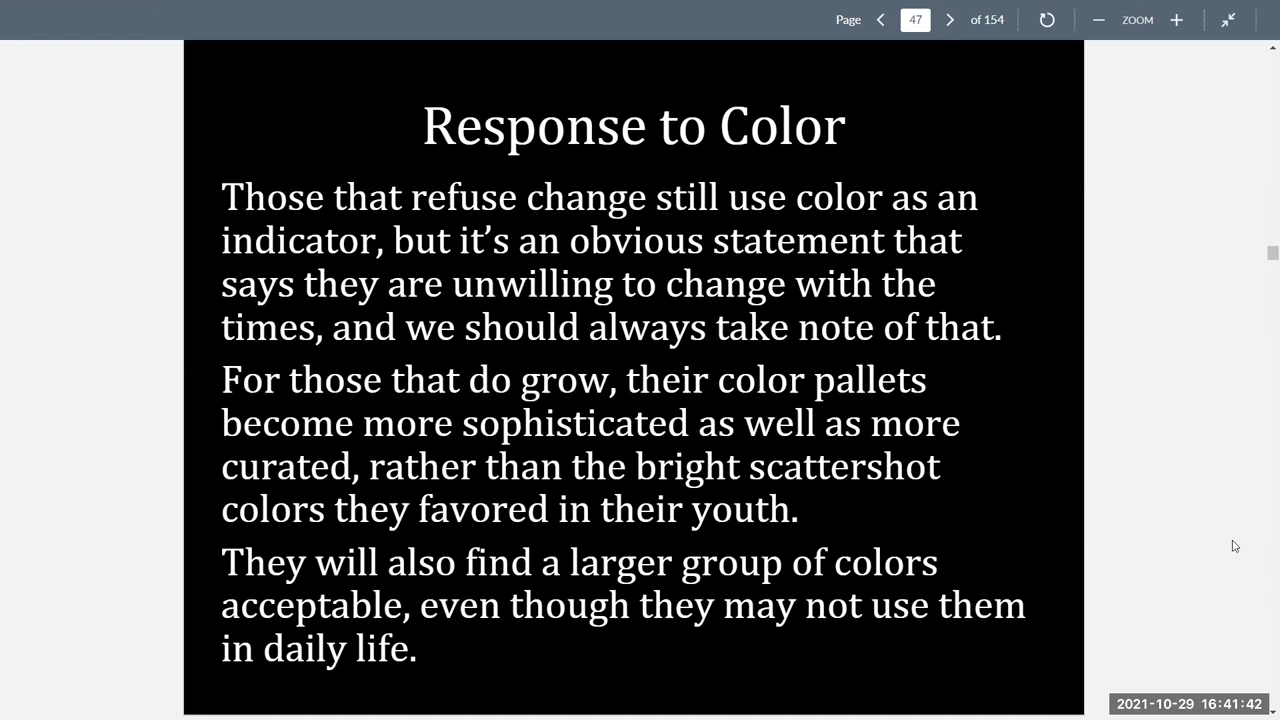 Page 47 of 154 ZOOM
Response to Color
Those that refuse change still use color as an
indicator, but it’s an obvious statement that
says they are unwilling to change with the
times, and we should always take note of that.
For those that do grow, their color pallets
become more sophisticated as well as more
curated, rather than the bright scattershot
colors they favored in their youth.
They will also find a larger group of colors
acceptable, even though they may not use them
in daily life.
2021-10-29 16:41:42